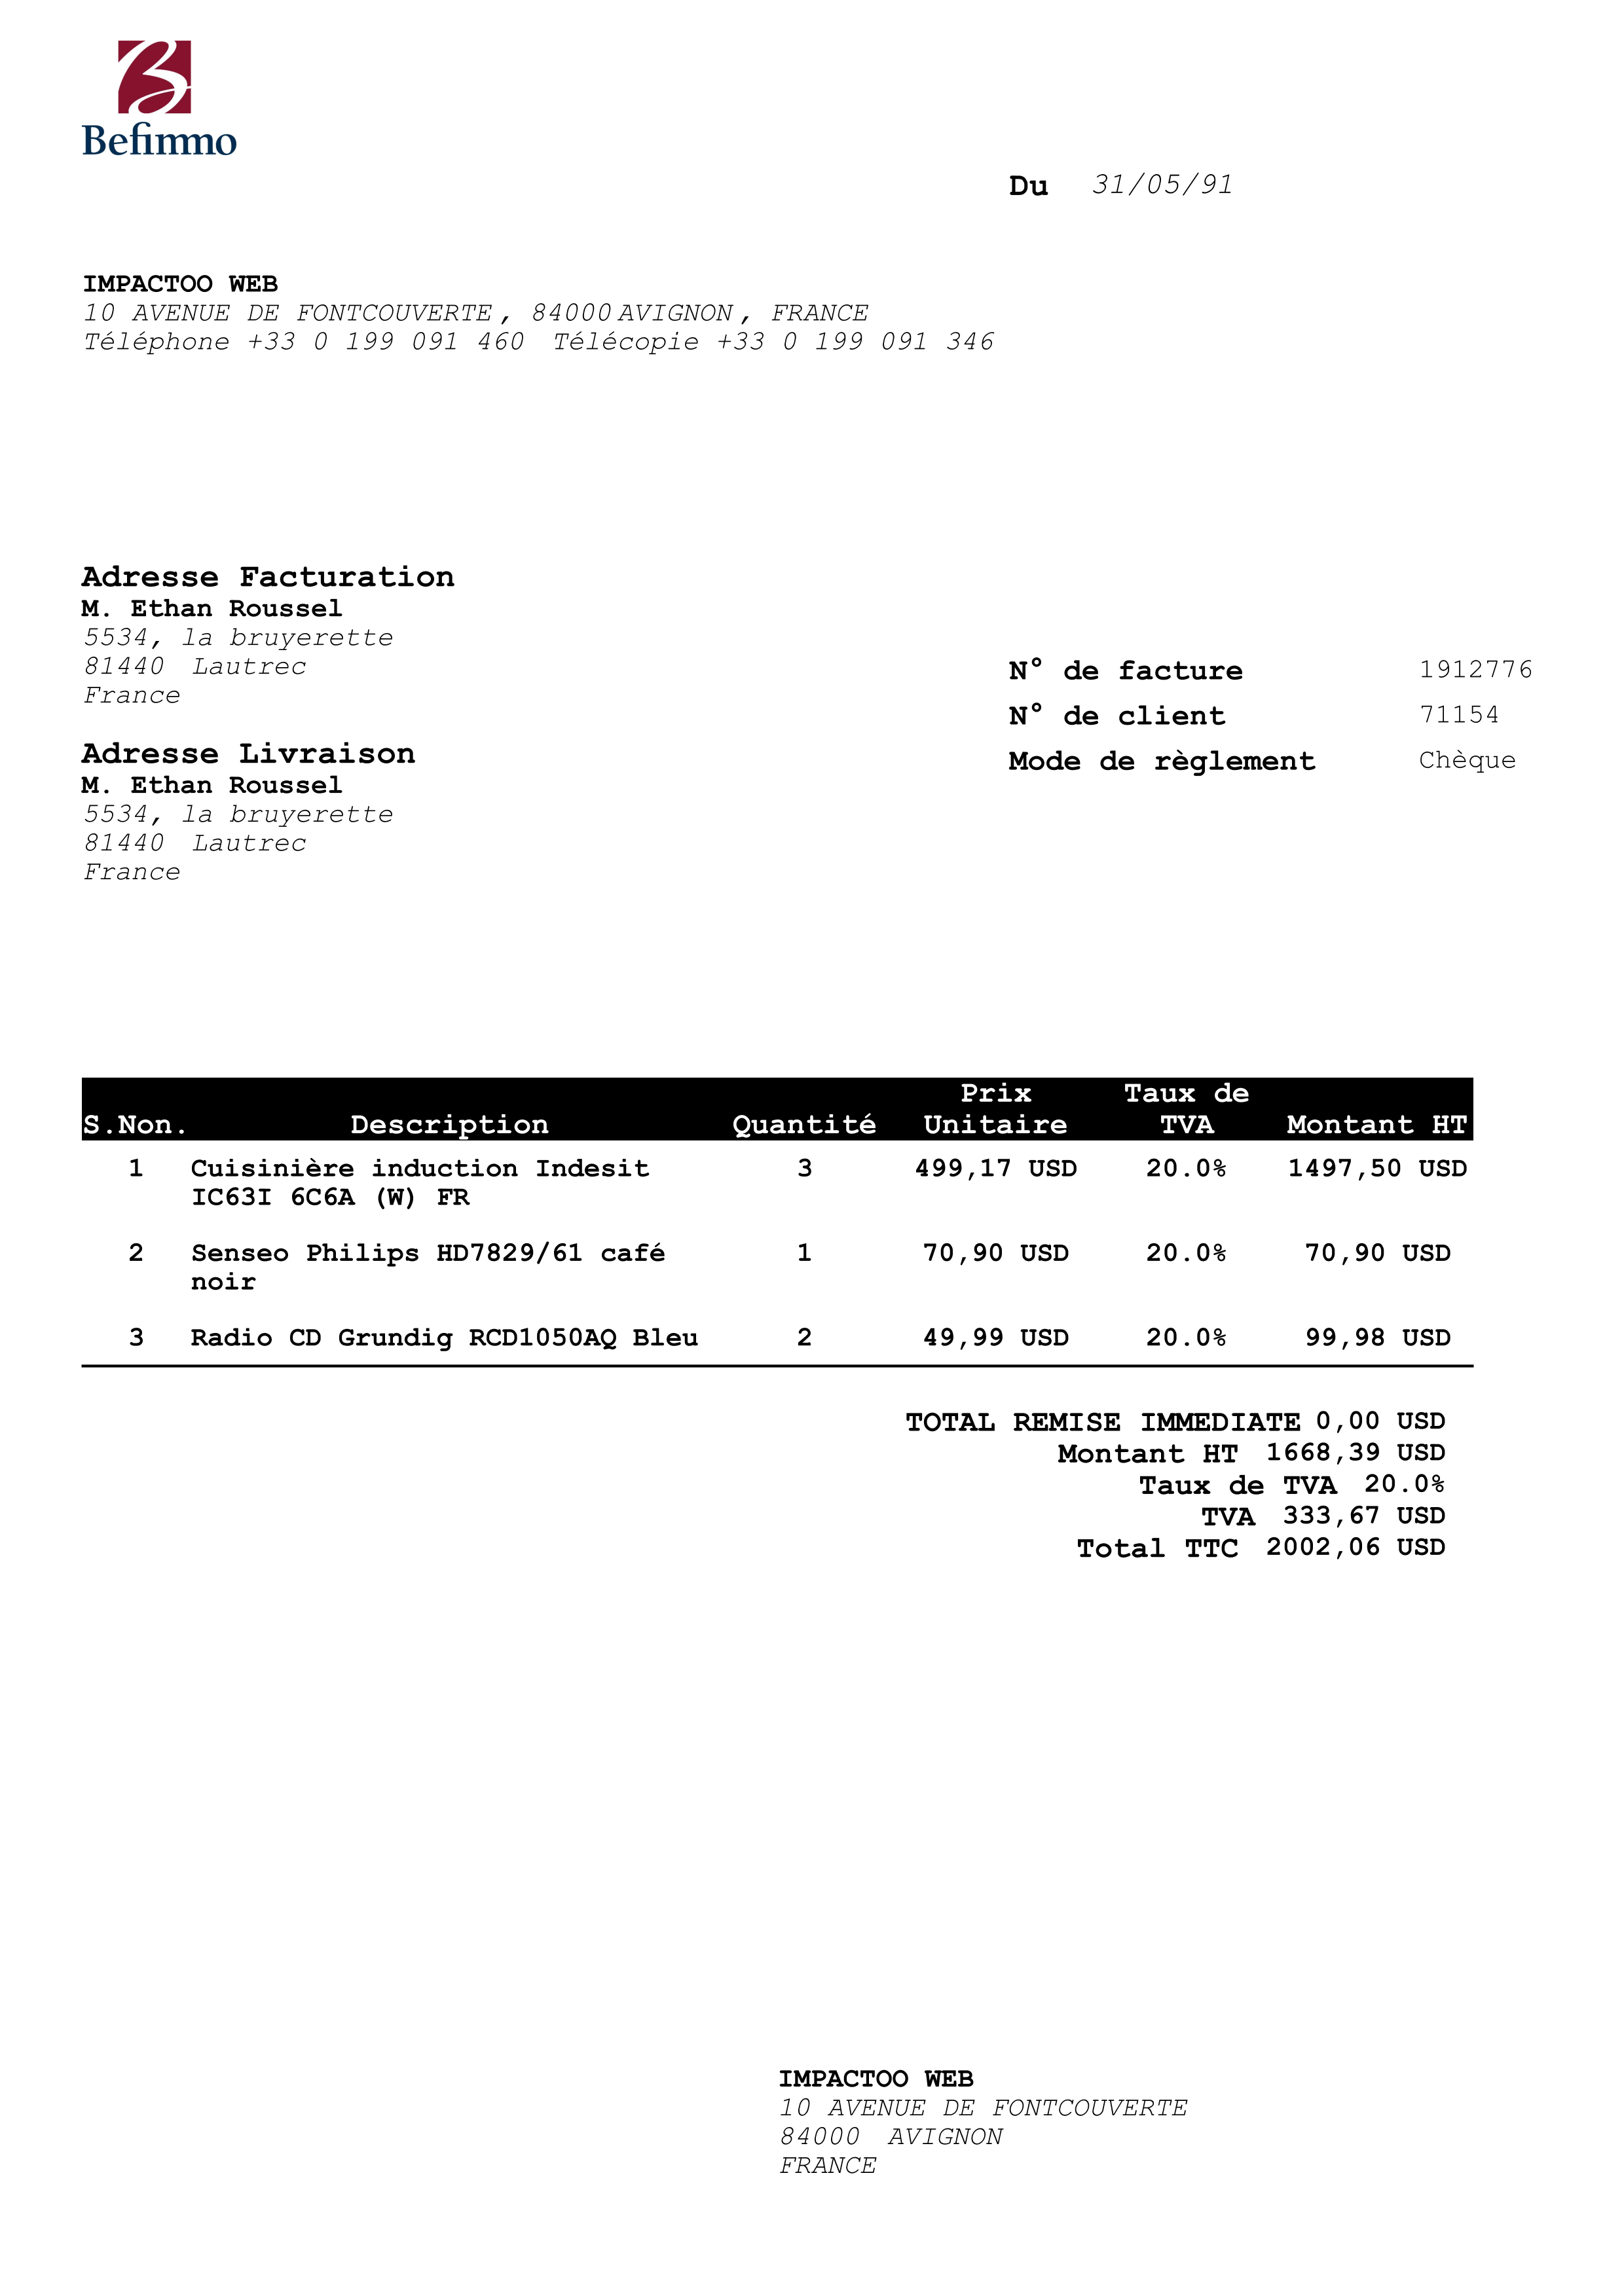 Befimmo
Du 31/05/91
IMPACTOO WEB
10 AVENUE DE FONTCOUVERTE, 84000 AVIGNON, FRANCE
Téléphone +33 0 199 091 460 Télécopie +33 0 199 091 346
Adresse Facturation
M. Ethan Roussel
5534, la bruyerette
81440 Lautrec
France
N° de facture 1912776
N° de client 71154
Mode de règlement Chèque
Adresse Livraison
M. Ethan Roussel
5534, la bruyerette
81440 Lautrec
France
S.Non. Description Quantité Prix Unitaire Taux de TVA Montant HT
1 Cuisinière induction Indesit 3 499,17 USD 20.0% 1497,50 USD
IC63I 6C6A (W) FR
2 Senseo Philips HD7829/61 café 1 70,90 USD 20.0% 70,90 USD
noir
3 Radio CD Grundig RCD1050AQ Bleu 2 49,99 USD 20.0% 99,98 USD
TOTAL REMISE IMMEDIATE 0,00 USD
Montant HT 1668,39 USD
Taux de TVA 20.0%
TVA 333,67 USD
Total TTC 2002,06 USD
IMPACTOO WEB
10 AVENUE DE FONTCOUVERTE
84000 AVIGNON
FRANCE